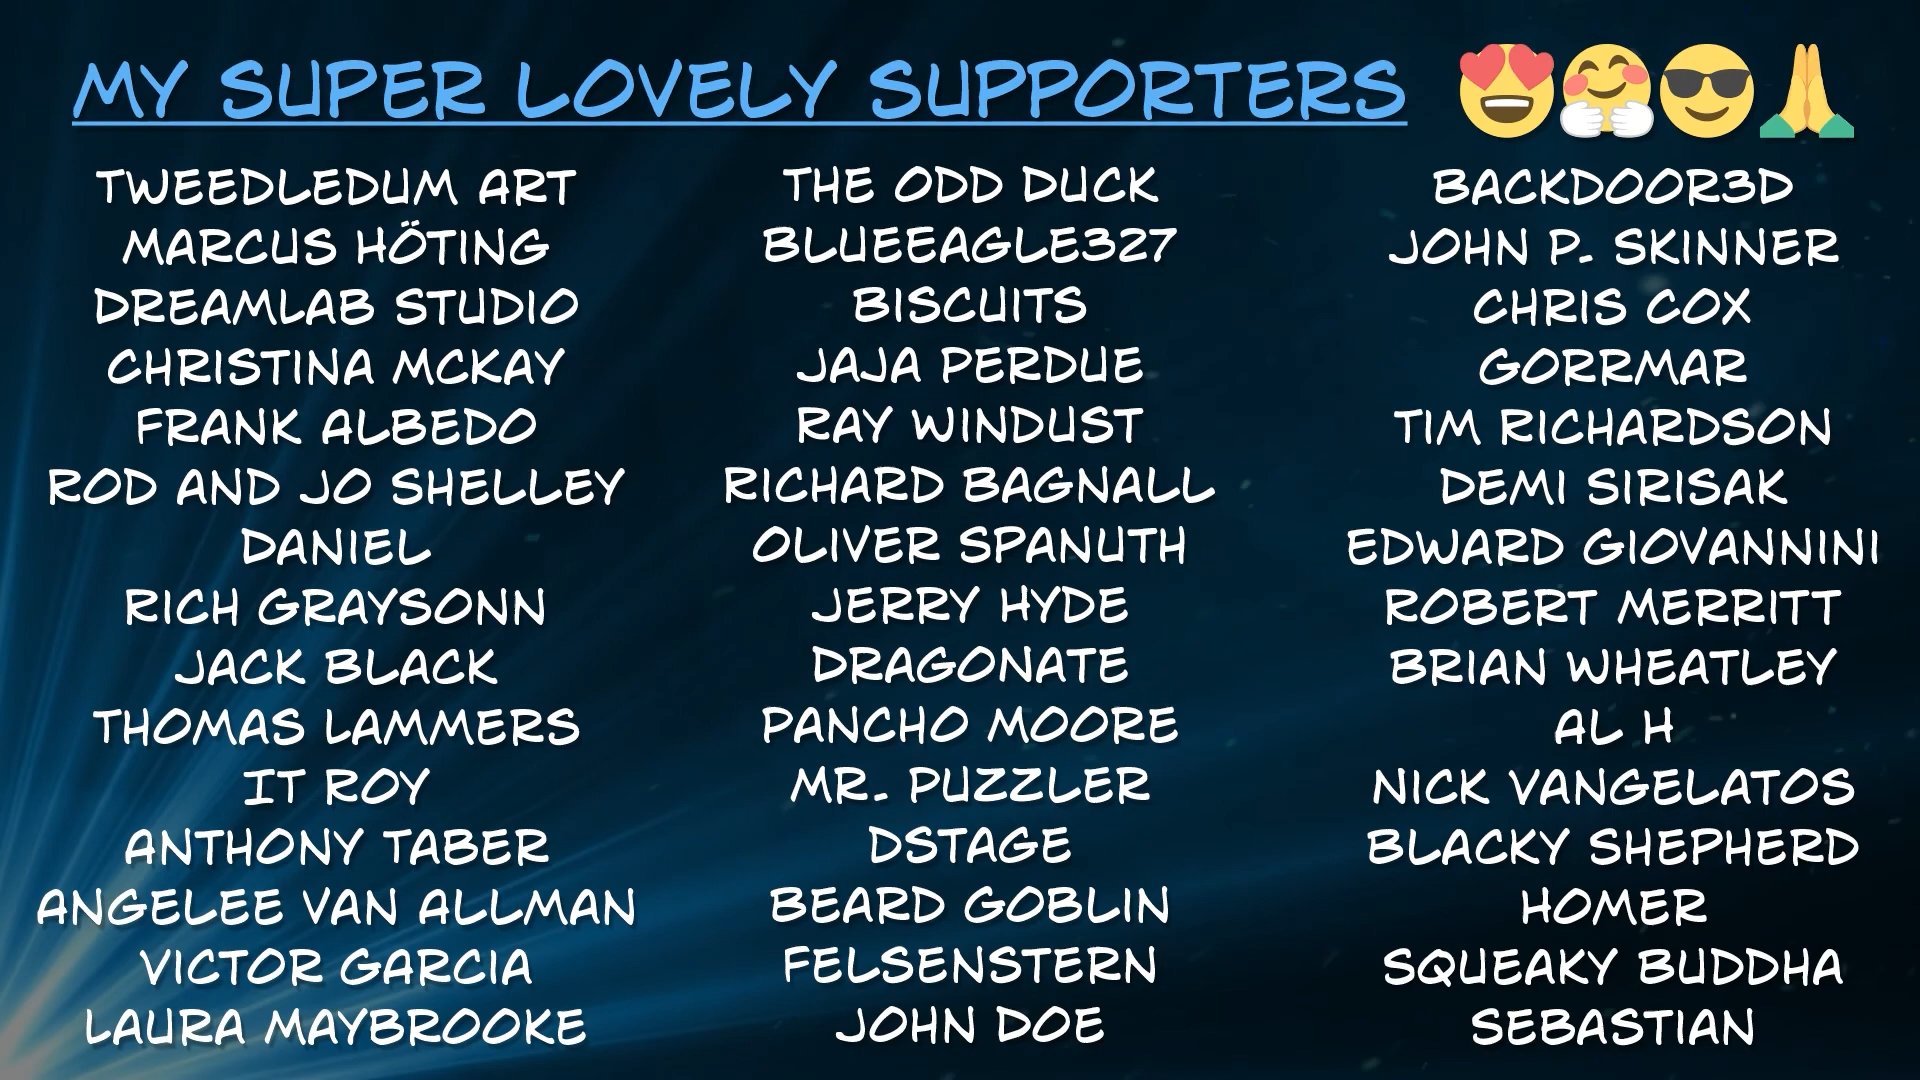 MY SUPER LOVELY SUPPORTERS 😍🤗😎🙏
TWEEDLEDUM ART
MARCUS HÖTING
DREAMLAB STUDIO
CHRISTINA MCKAY
FRANK ALBEDO
ROD AND JO SHELLEY
DANIEL
RICH GRAYSONN
JACK BLACK
THOMAS LAMMERS
IT ROY
ANTHONY TABER
ANGELEE VAN ALLMAN
VICTOR GARCIA
LAURA MAYBROOKE
THE ODD DUCK
BLUEEAGLE327
BISCUITS
JAJA PERDUE
RAY WINDUST
RICHARD BAGNALL
OLIVER SPANUTH
JERRY HYDE
DRAGONATE
PANCHO MOORE
MR. PUZZLER
DSTAGE
BEARD GOBLIN
FELSENSTERN
JOHN DOE
BACKDOOR3D
JOHN P. SKINNER
CHRIS COX
GORRMAR
TIM RICHARDSON
DEMI SIRISAK
EDWARD GIOVANNINI
ROBERT MERRITT
BRIAN WHEATLEY
AL H
NICK VANGELATOS
BLACKY SHEPHERD
HOMER
SQUEAKY BUDDHA
SEBASTIAN